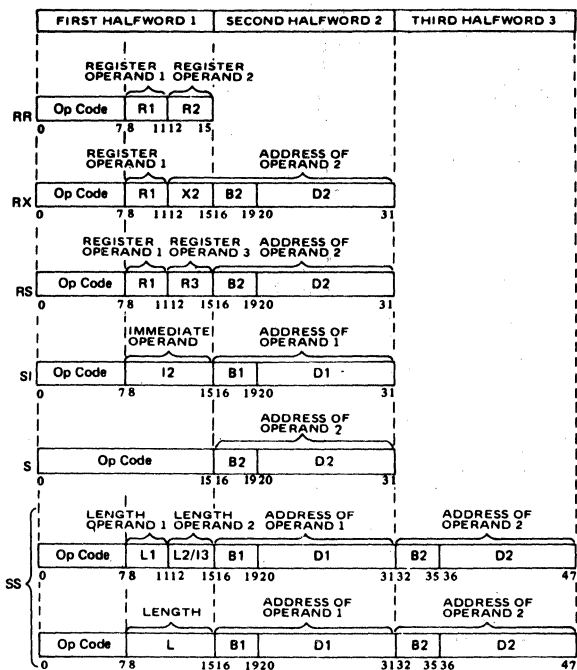 FIRST HALFWORD 1 SECOND HALFWORD 2 THIRD HALFWORD 3
REGISTER REGISTER
OPERAND 1 OPERAND 2
RR Op Code R1 R2
0 7 8 11 12 15
REGISTER ADDRESS OF
OPERAND 1 OPERAND 2
RX Op Code R1 X2 B2 D2
0 7 8 11 12 15 16 19 20 31
REGISTER REGISTER ADDRESS OF
OPERAND 1 OPERAND 3 OPERAND 2
RS Op Code R1 R3 B2 D2
0 7 8 11 12 15 16 19 20 31
IMMEDIATE ADDRESS OF
OPERAND OPERAND 1
SI Op Code I2 B1 D1
0 7 8 15 16 19 20 31
ADDRESS OF
OPERAND 2
S Op Code B2 D2
0 15 16 19 20 31
LENGTH LENGTH ADDRESS OF ADDRESS OF
OPERAND 1 OPERAND 2 OPERAND 1 OPERAND 2
Op Code L1 L2/I3 B1 D1 B2 D2
0 7 8 11 12 15 16 19 20 31 32 35 36 47
SS
LENGTH ADDRESS OF ADDRESS OF
OPERAND 1 OPERAND 2
Op Code L B1 D1 B2 D2
0 7 8 15 16 19 20 31 32 35 36 47